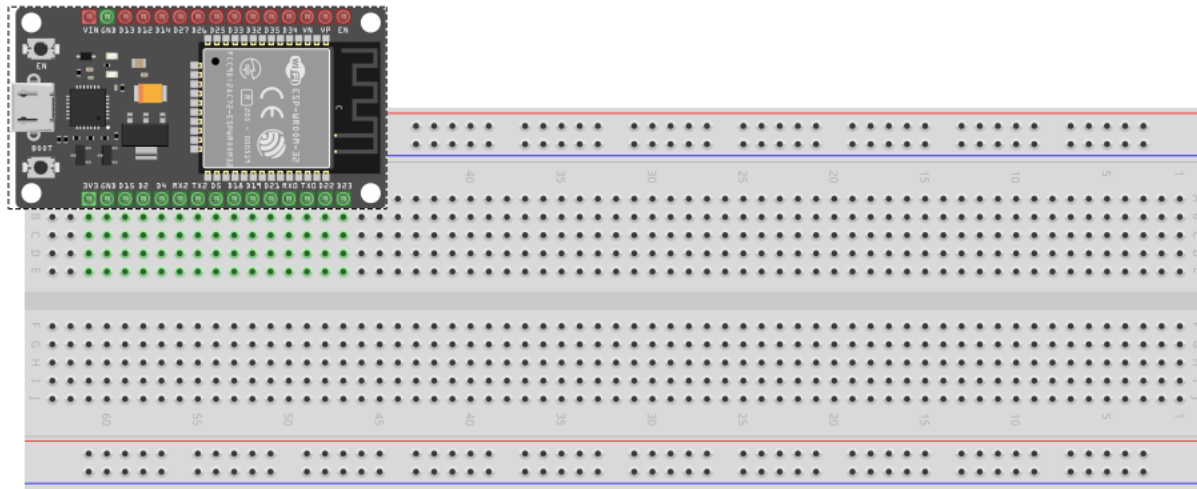 VIN GND D13 D12 D14 D27 D26 D25 D33 D32 D35 D34 VN VP EN
EN
WiFi
ESP-WROOM-32
CE
R
C
BOOT
3V3 GND D15 D2 D4 RX2 TX2 D5 D18 D19 D21 RX0 TX0 D22 D23
40 35 30 25 20 15 10 5 1
B
C
D
E
F
G
H
I
J
60 55 50 45 40 35 30 25 20 15 10 5 1